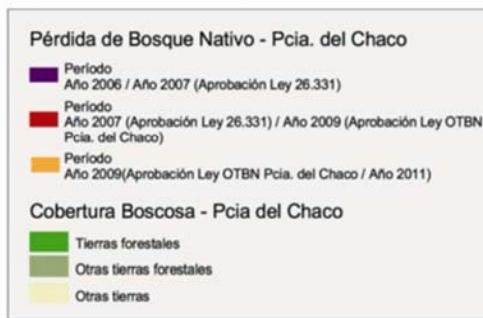 Pérdida de Bosque Nativo - Pcia. del Chaco
Período
Año 2006 / Año 2007 (Aprobación Ley 26.331)
Período
Año 2007 (Aprobación Ley 26.331) / Año 2009 (Aprobación Ley OTBN
Pcia. del Chaco)
Período
Año 2009(Aprobación Ley OTBN Pcia. del Chaco / Año 2011)
Cobertura Boscosa - Pcia del Chaco
Tierras forestales
Otras tierras forestales
Otras tierras